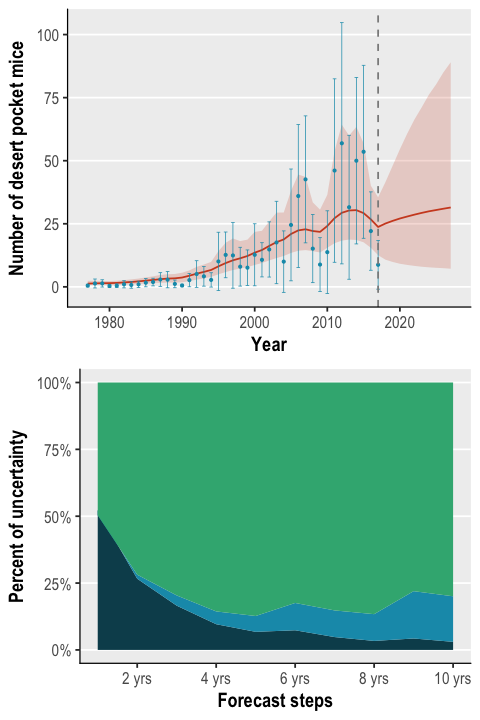 Number of desert pocket mice
100
75
50
25
0
1980 1990 2000 2010 2020
Year
Percent of uncertainty
100%
75%
50%
25%
0%
2 yrs 4 yrs 6 yrs 8 yrs 10 yrs
Forecast steps